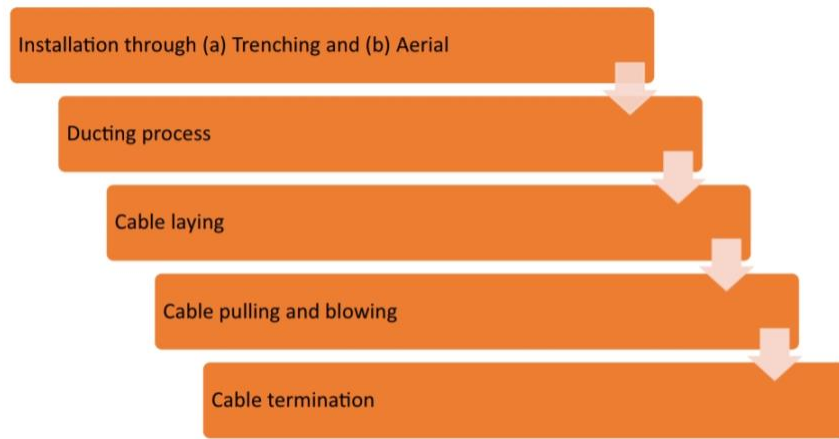 Installation through (a) Trenching and (b) Aerial
Ducting process
Cable laying
Cable pulling and blowing
Cable termination